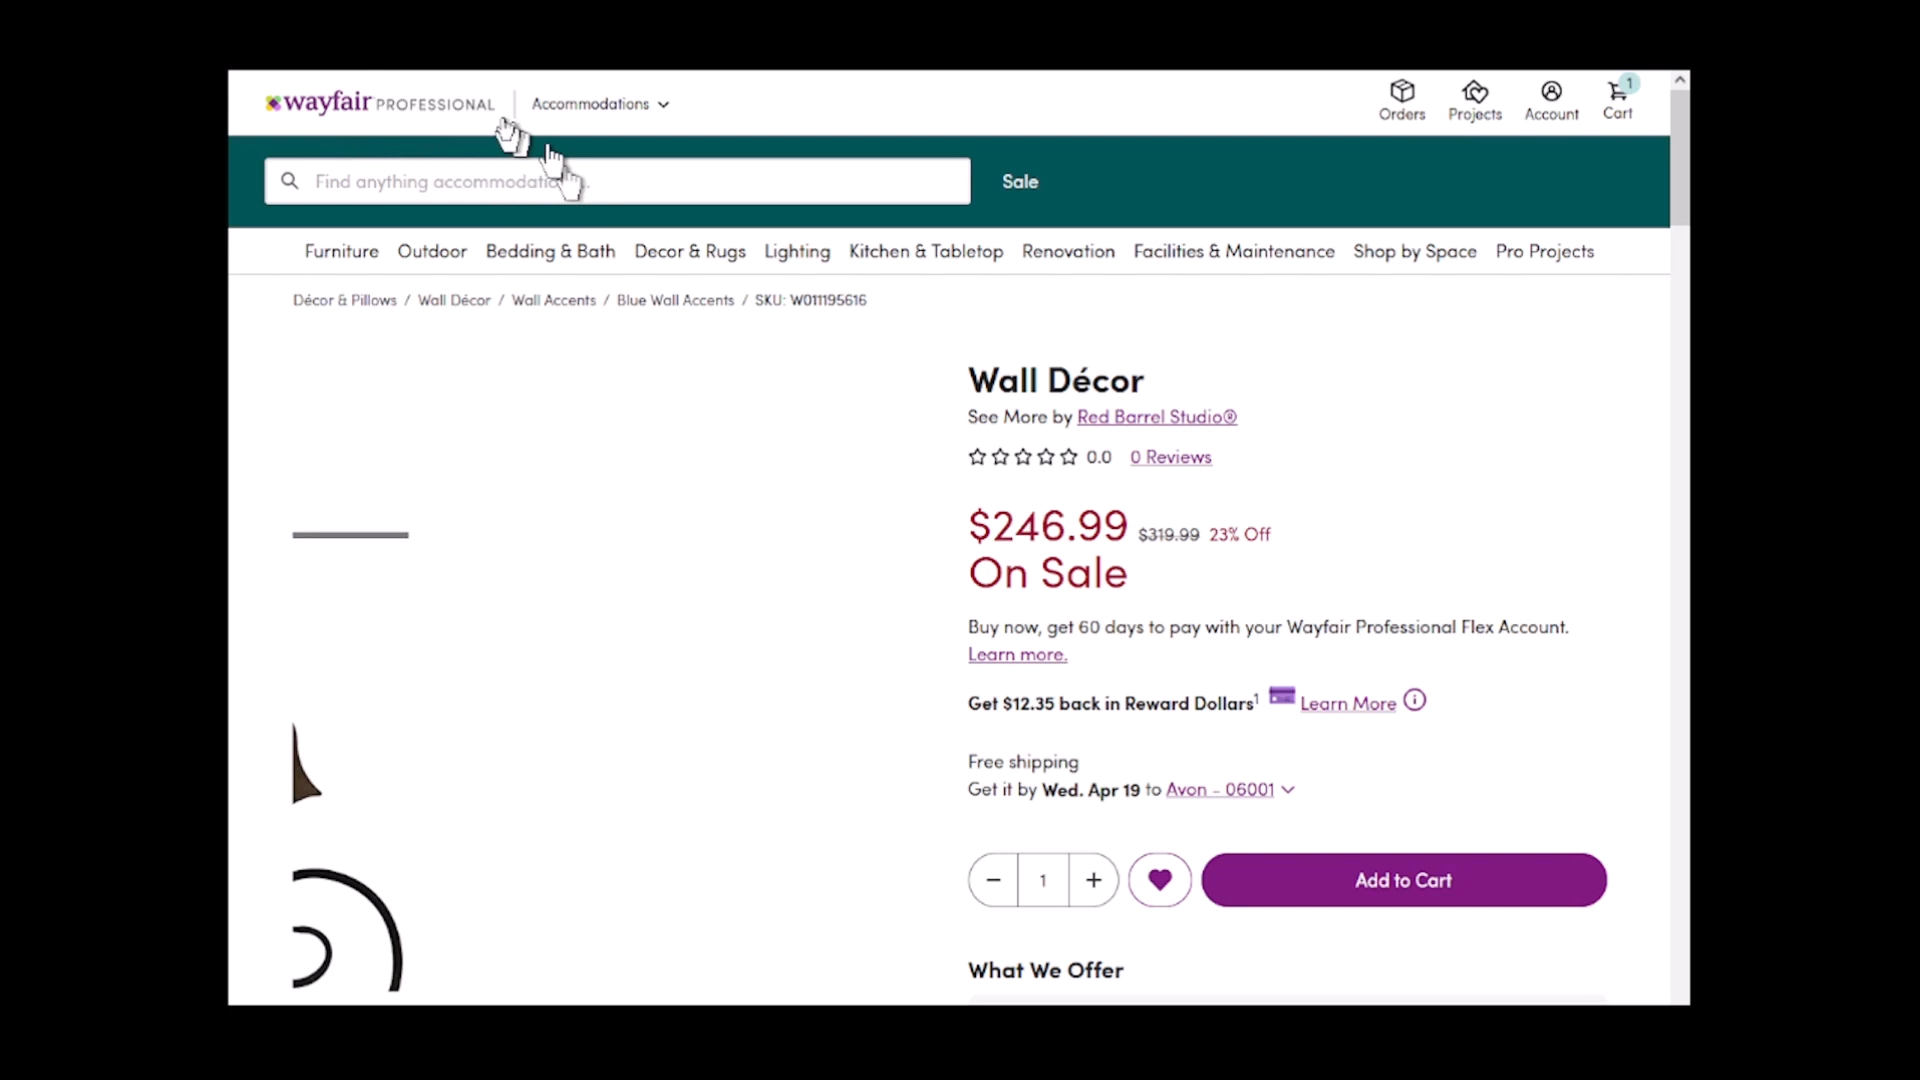 wayfair PROFESSIONAL
Accommodations
Orders
Projects
Account
1
Cart
Find anything
Sale
Furniture
Outdoor
Bedding & Bath
Decor & Rugs
Lighting
Kitchen & Tabletop
Renovation
Facilities & Maintenance
Shop by Space
Pro Projects
Décor & Pillows / Wall Décor / Wall Accents / Blue Wall Accents / SKU: W011195616
Wall Décor
See More by Red Barrel Studio®
0.0 0 Reviews
$246.99 $319.99 23% Off
On Sale
Buy now, get 60 days to pay with your Wayfair Professional Flex Account.
Learn more.
Get $12.35 back in Reward Dollars¹ Learn More
Free shipping
Get it by Wed. Apr 19 to Avon - 06001
− 1 +
Add to Cart
What We Offer